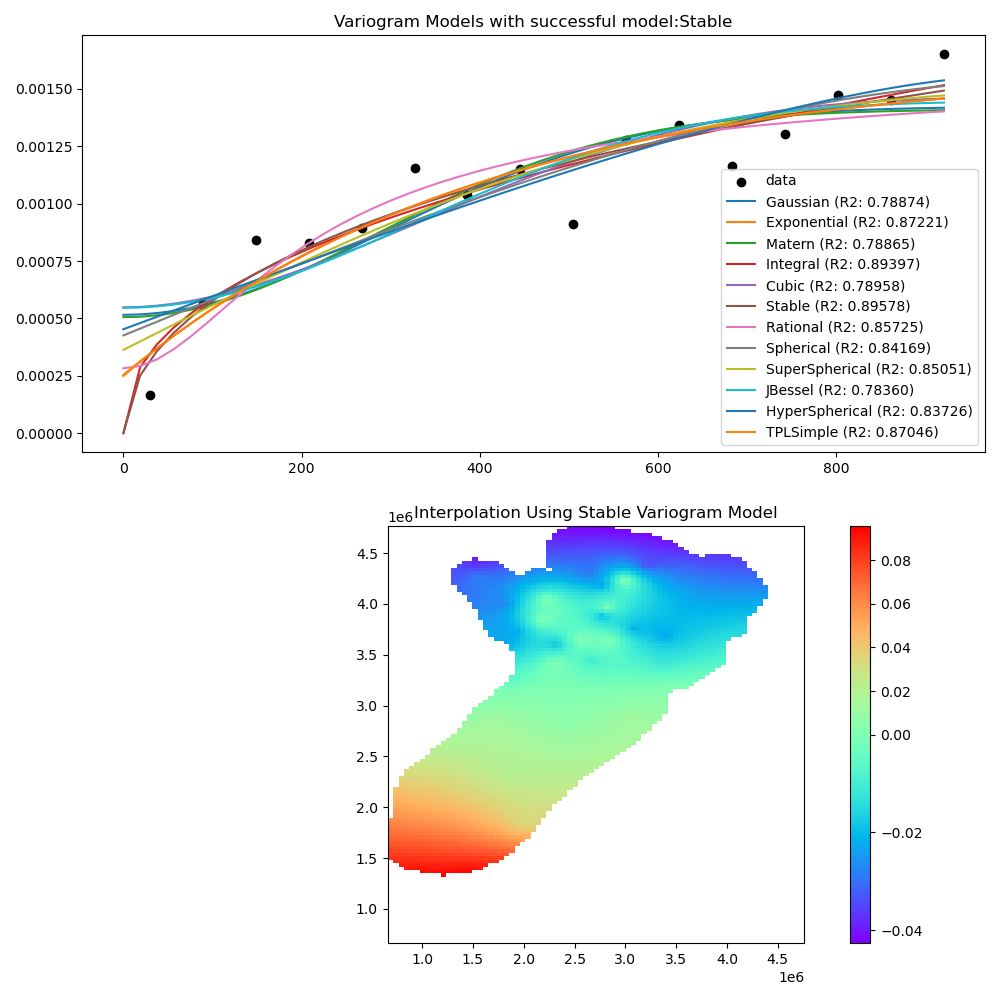 Variogram Models with successful model:Stable
0.00150
0.00125
0.00100
0.00075
0.00050
0.00025
0.00000
0
200
400
600
800
data
Gaussian (R2: 0.78874)
Exponential (R2: 0.87221)
Matern (R2: 0.78865)
Integral (R2: 0.89397)
Cubic (R2: 0.78958)
Stable (R2: 0.89578)
Rational (R2: 0.85725)
Spherical (R2: 0.84169)
SuperSpherical (R2: 0.85051)
JBessel (R2: 0.78360)
HyperSpherical (R2: 0.83726)
TPLSimple (R2: 0.87046)
1e6
Interpolation Using Stable Variogram Model
4.5
4.0
3.5
3.0
2.5
2.0
1.5
1.0
1.0
1.5
2.0
2.5
3.0
3.5
4.0
4.5
1e6
0.08
0.06
0.04
0.02
0.00
−0.02
−0.04